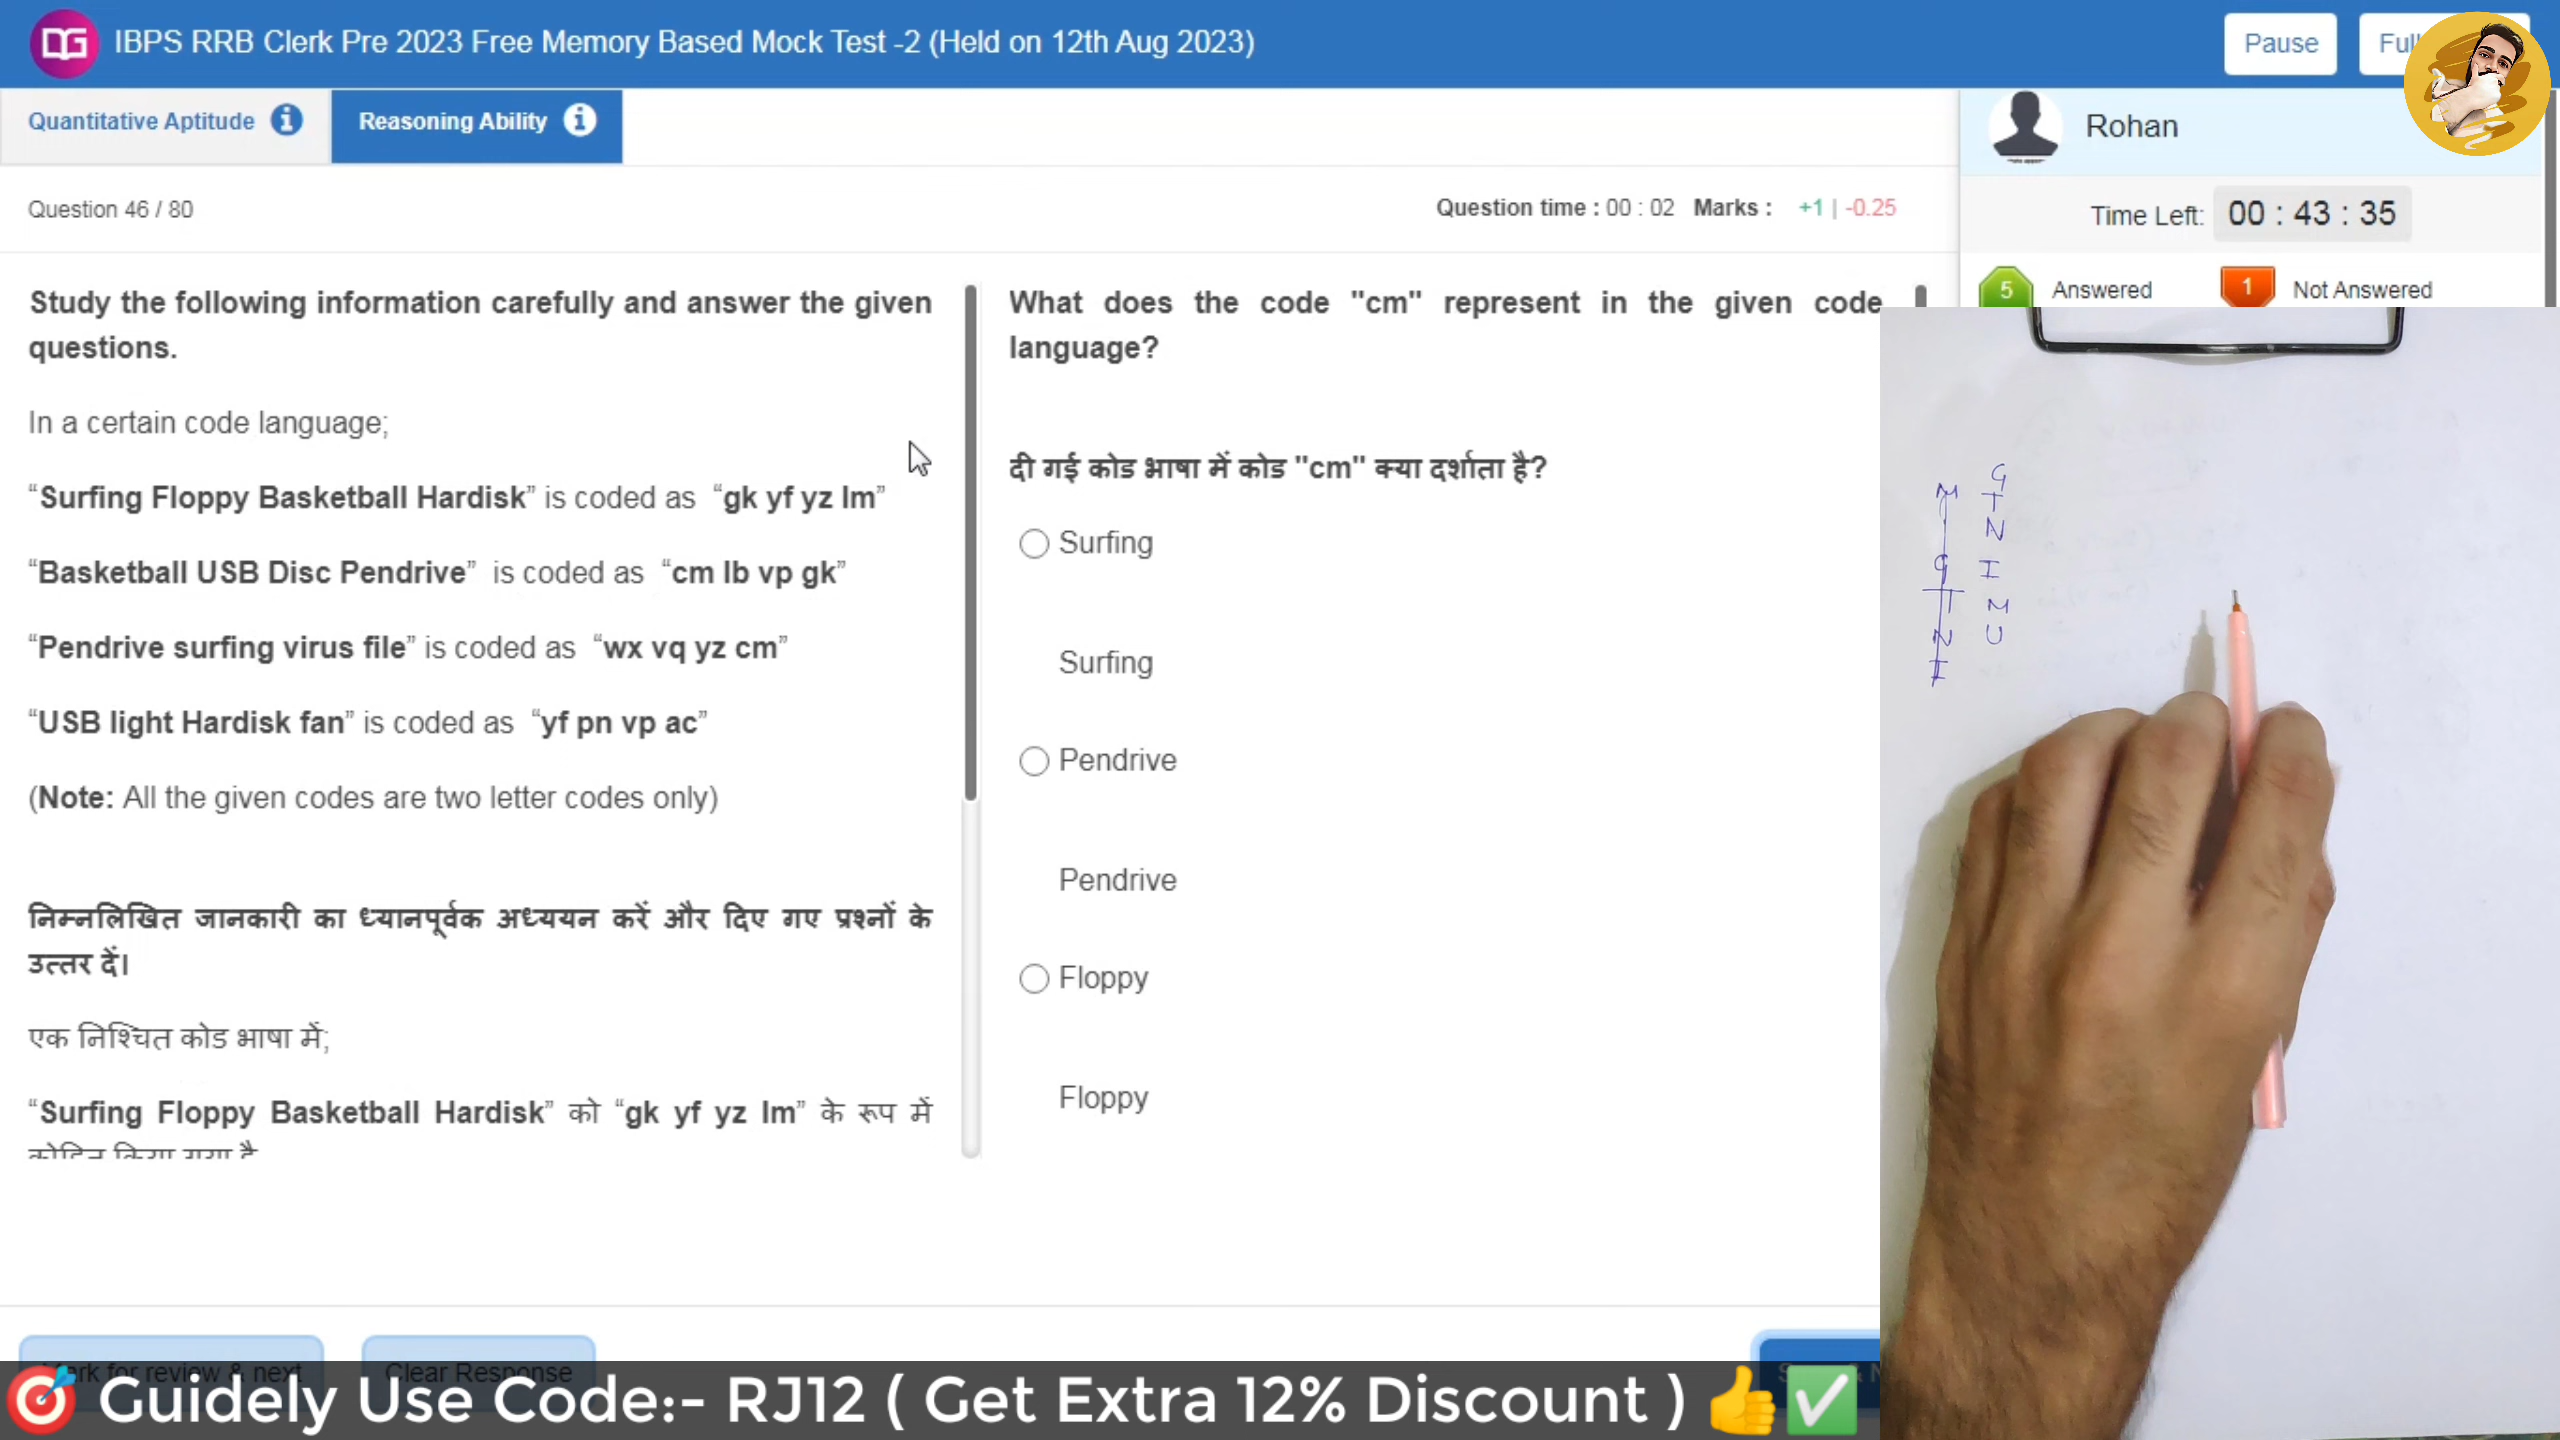 IBPS RRB Clerk Pre 2023 Free Memory Based Mock Test -2 (Held on 12th Aug 2023)
Pause
Quantitative Aptitude
Reasoning Ability
Rohan
Question 46 / 80
Question time : 00 : 02 Marks : +1 | -0.25
Time Left: 00 : 43 : 35
5 Answered
1 Not Answered
Study the following information carefully and answer the given
questions.
In a certain code language;
“Surfing Floppy Basketball Hardisk” is coded as “gk yf yz lm”
“Basketball USB Disc Pendrive” is coded as “cm lb vp gk”
“Pendrive surfing virus file” is coded as “wx vq yz cm”
“USB light Hardisk fan” is coded as “yf pn vp ac”
(Note: All the given codes are two letter codes only)
निम्नलिखित जानकारी का ध्यानपूर्वक अध्ययन करें और दिए गए प्रश्नों के
उत्तर दें।
एक निश्चित कोड भाषा में;
“Surfing Floppy Basketball Hardisk” को “gk yf yz lm” के रूप में
कोदित किया गया है
What does the code "cm" represent in the given code
language?
दी गई कोड भाषा में कोड "cm" क्या दर्शाता है?
Surfing
Surfing
Pendrive
Pendrive
Floppy
Floppy
G
T
N
I
M
U
M
G
T
N
I
Mark for review & next
Clear Response
Guidely Use Code:- RJ12 ( Get Extra 12% Discount )